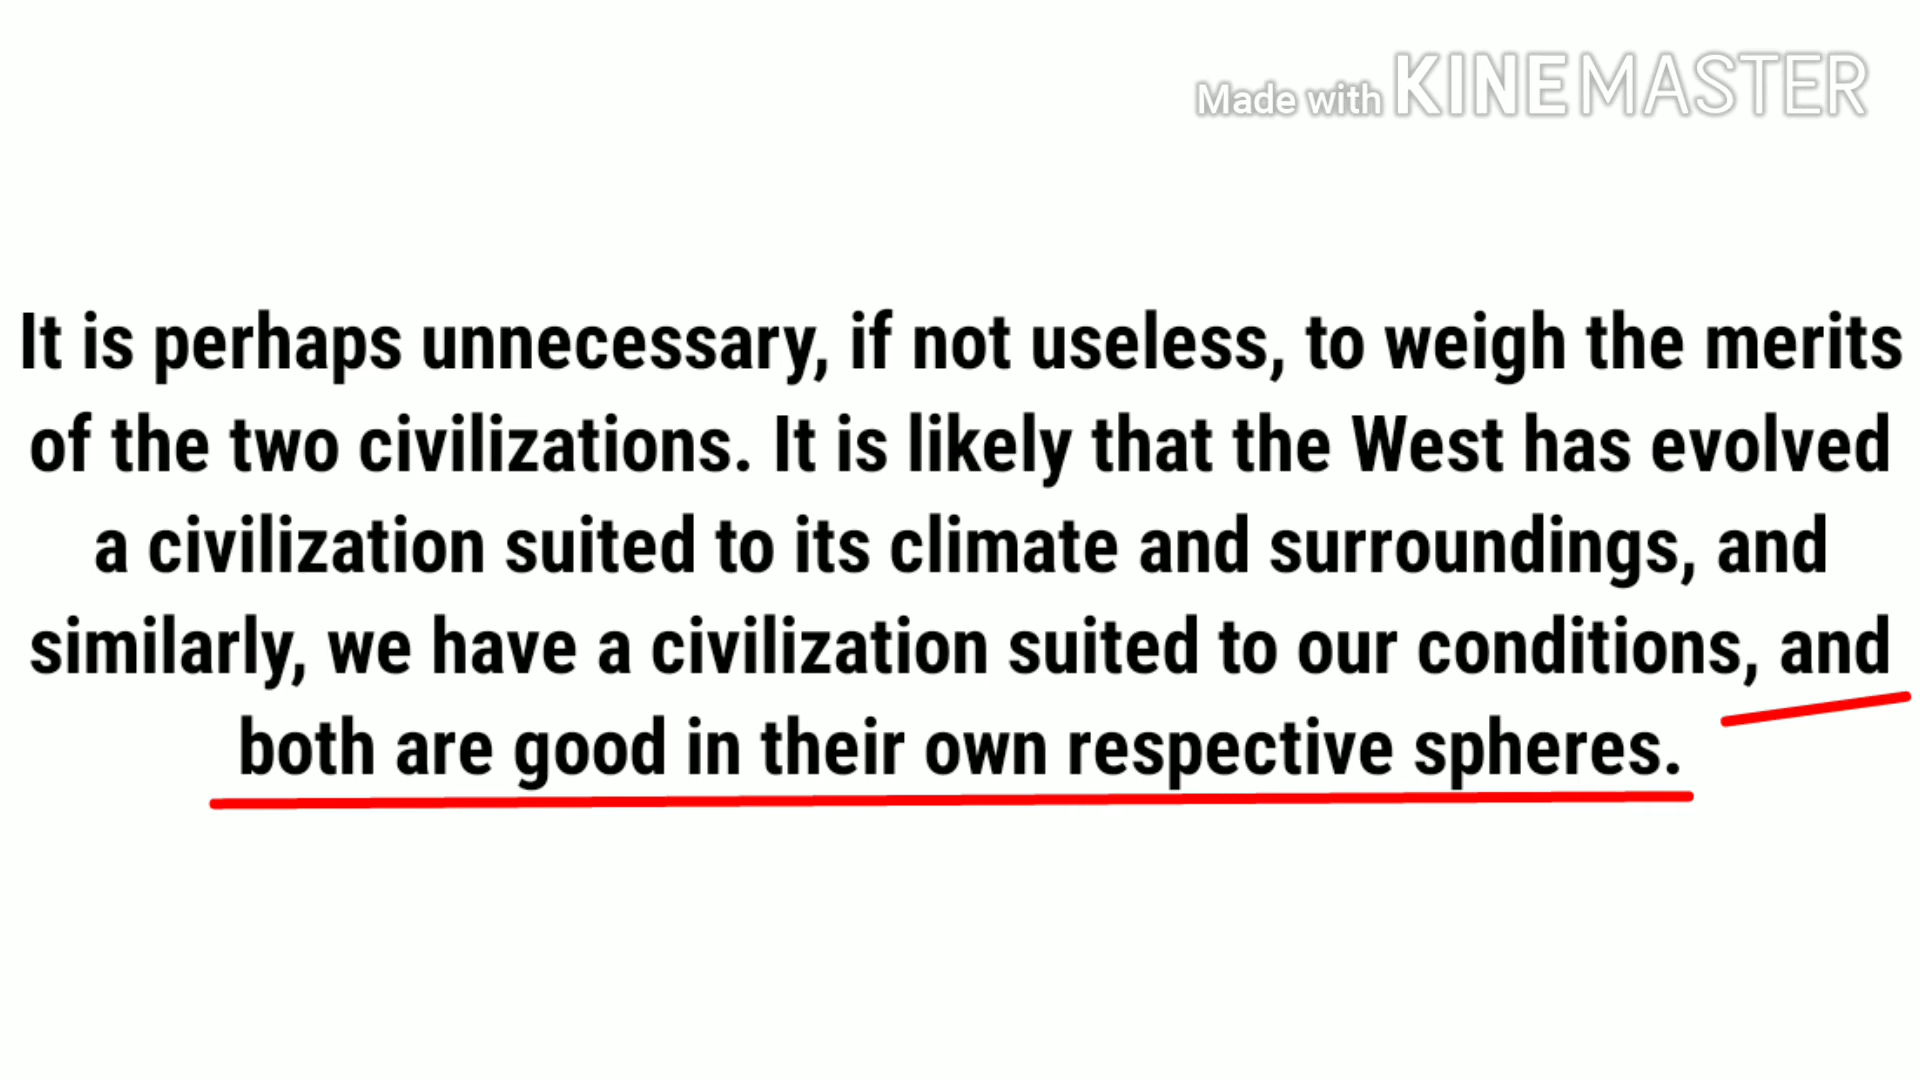 Made with KINEMASTER
It is perhaps unnecessary, if not useless, to weigh the merits
of the two civilizations. It is likely that the West has evolved
a civilization suited to its climate and surroundings, and
similarly, we have a civilization suited to our conditions, and
both are good in their own respective spheres.